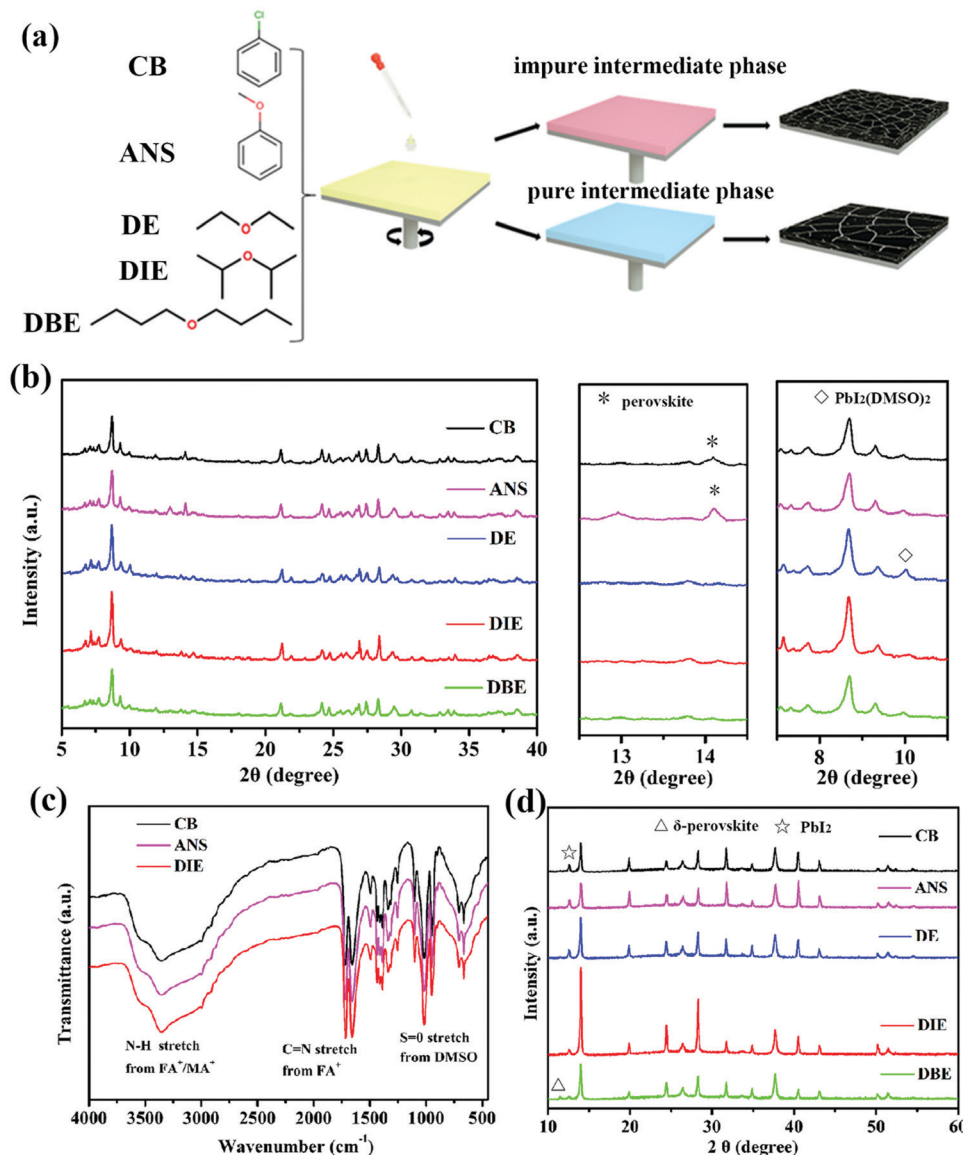 (a)
Cl
CB
O
ANS
DE
O
O
DIE
DBE
O
impure intermediate phase
pure intermediate phase
(b)
CB
ANS
DE
DIE
DBE
Intensity (a.u.)
5 10 15 20 25 30 35 40
2θ (degree)
* perovskite
*
*
13 14
2θ (degree)
◇ PbI2(DMSO)2
◇
8 10
2θ (degree)
(c)
CB
ANS
DIE
Transmittance (a.u.)
N-H stretch
from FA+/MA+
C=N stretch
from FA+
S=0 stretch
from DMSO
4000 3500 3000 2500 2000 1500 1000 500
Wavenumber (cm-1)
(d)
△ δ-perovskite ☆ PbI2
☆
CB
ANS
DE
DIE
DBE
△
Intensity (a.u.)
10 20 30 40 50 60
2 θ (degree)